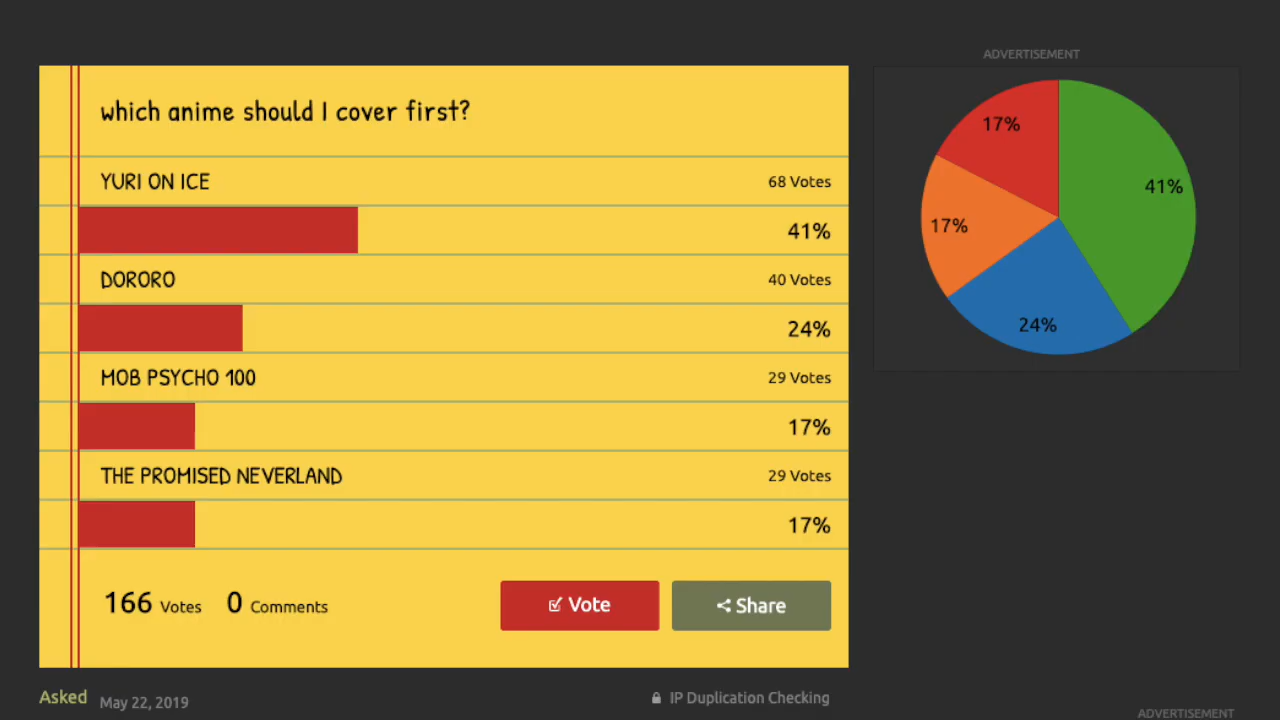 ADVERTISEMENT
which anime should I cover first?
YURI ON ICE 68 Votes
41%
DORORO 40 Votes
24%
MOB PSYCHO 100 29 Votes
17%
THE PROMISED NEVERLAND 29 Votes
17%
166 Votes 0 Comments Vote Share
17%
41%
17%
24%
Asked May 22, 2019 IP Duplication Checking
ADVERTISEMENT